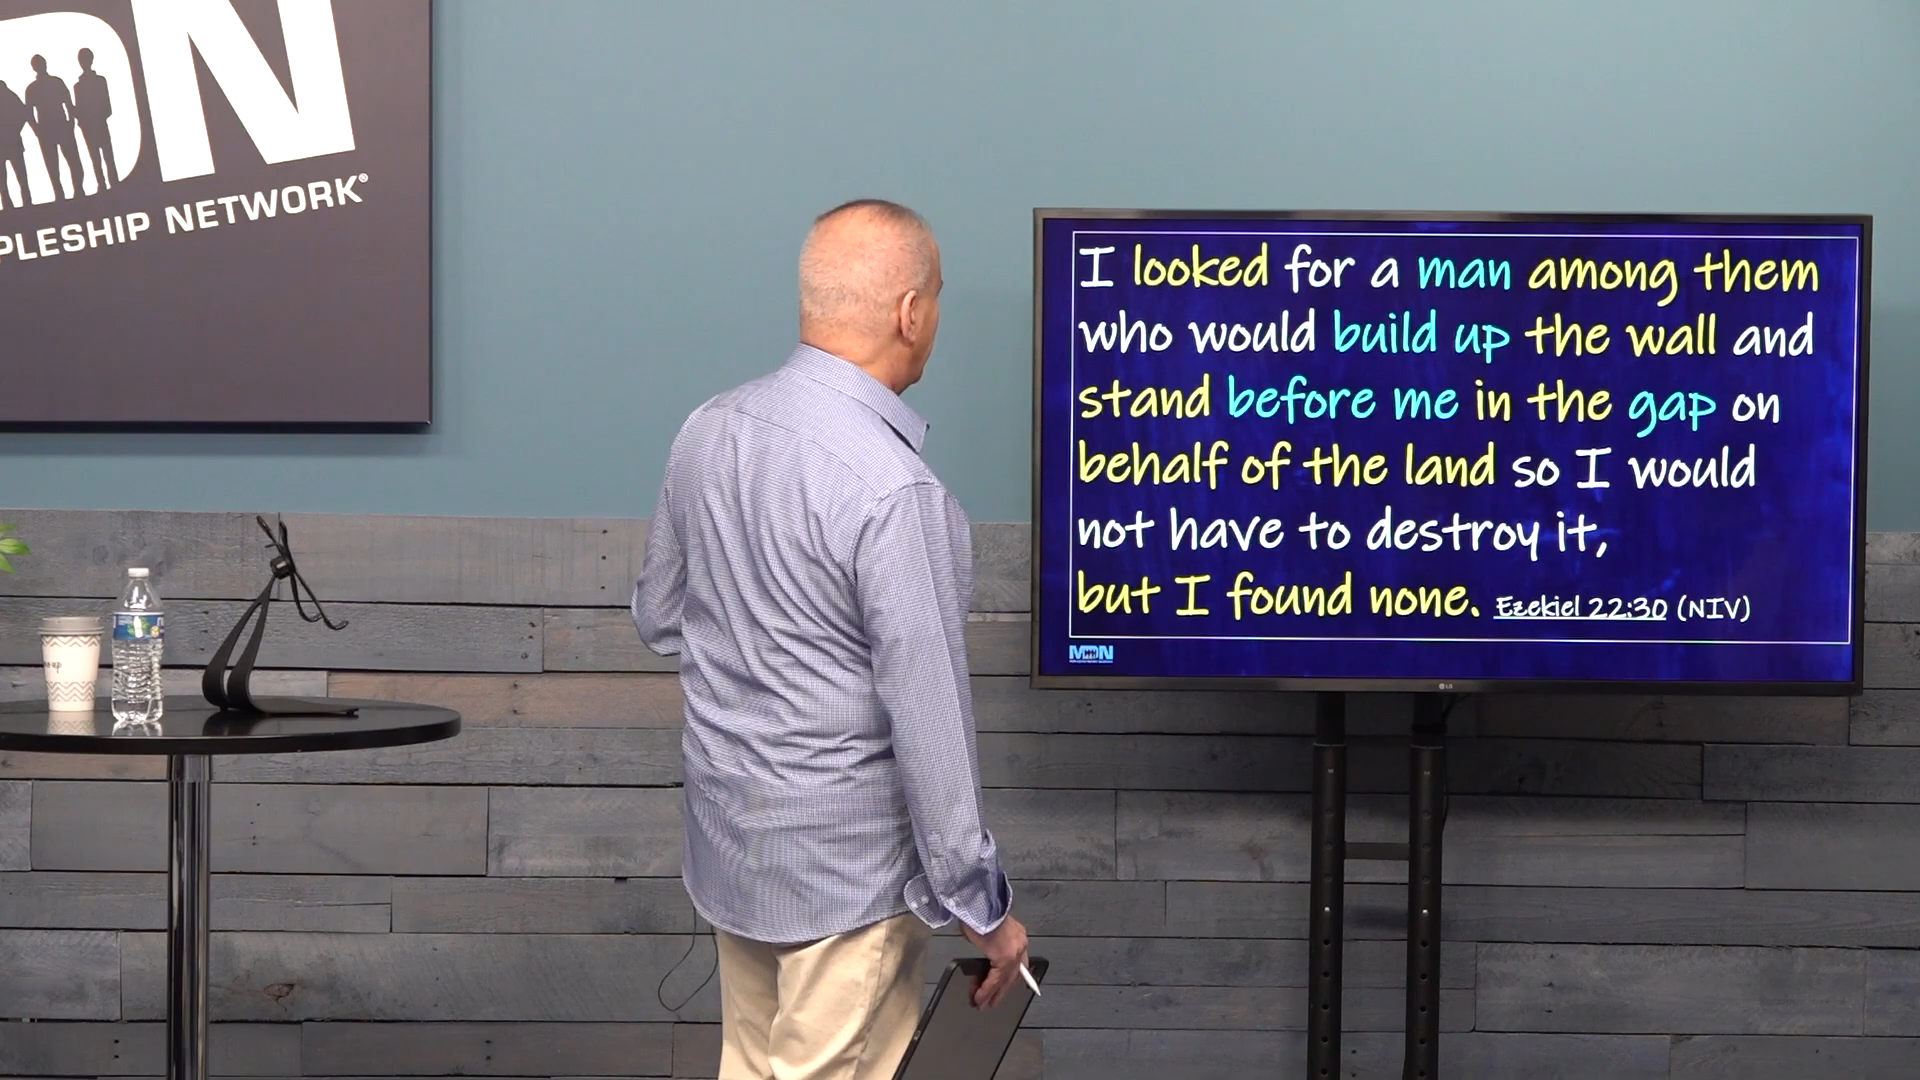 DN
PLESHIP NETWORK®
I looked for a man among them
who would build up the wall and
stand before me in the gap on
behalf of the land so I would
not have to destroy it,
but I found none. Ezekiel 22:30 (NIV)
MDN
LG